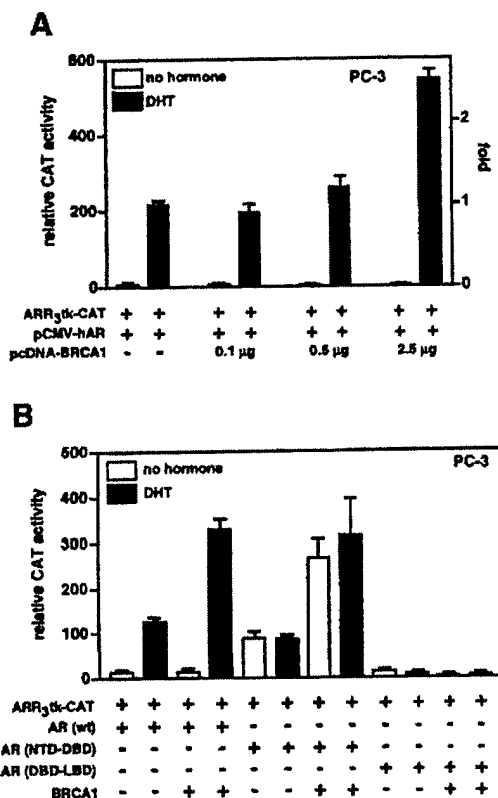 A
600
no hormone
PC-3
DHT
400
200
0
relative CAT activity
2
1
0
fold
ARR3tk-CAT + + + + + + + +
pCMV-hAR + + + + + + + +
pcDNA-BRCA1 - - 0.1 µg 0.5 µg 2.5 µg
B
500
no hormone
PC-3
DHT
400
300
200
100
0
relative CAT activity
ARR3tk-CAT + + + + + + + + + + + +
AR (wt) + + + + - - - - - - - -
AR (NTD-DBD) - - - - + + + + - - - -
AR (DBD-LBD) - - - - - - - - + + + +
BRCA1 - - + + - - + + - - + +